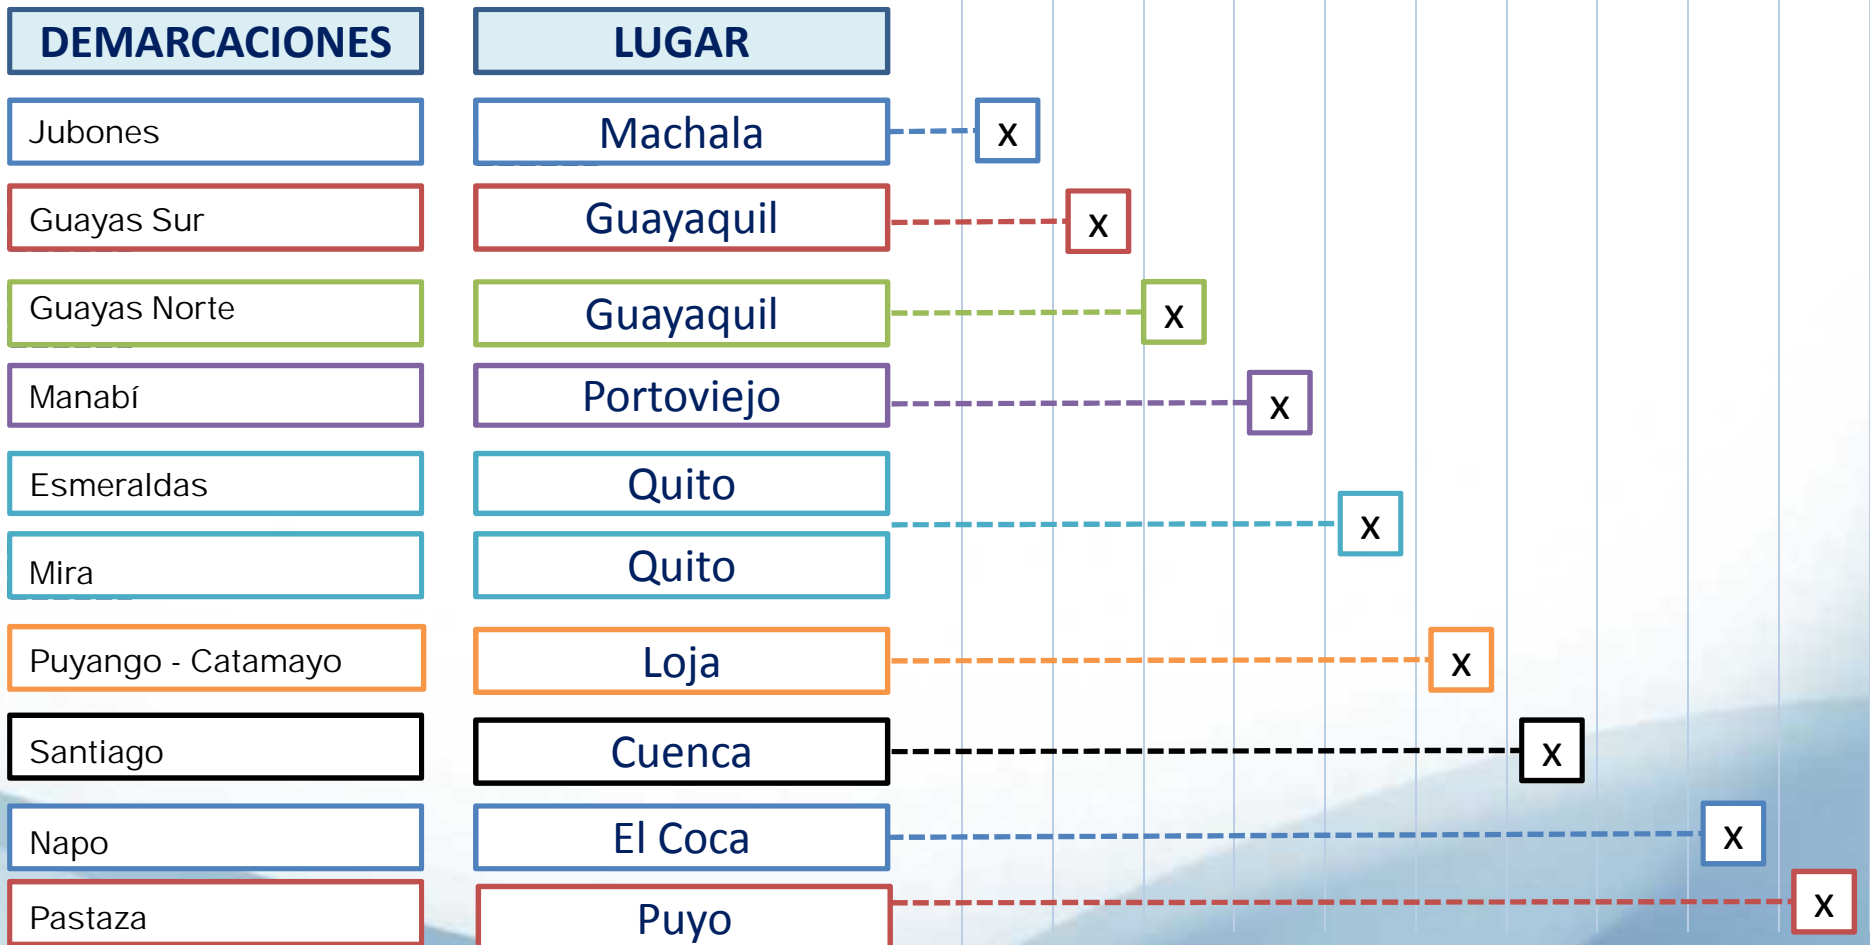 DEMARCACIONES LUGAR
Jubones Machala x
Guayas Sur Guayaquil x
Guayas Norte Guayaquil x
Manabí Portoviejo x
Esmeraldas Quito
x
Mira Quito
Puyango - Catamayo Loja x
Santiago Cuenca x
Napo El Coca x
Pastaza Puyo x